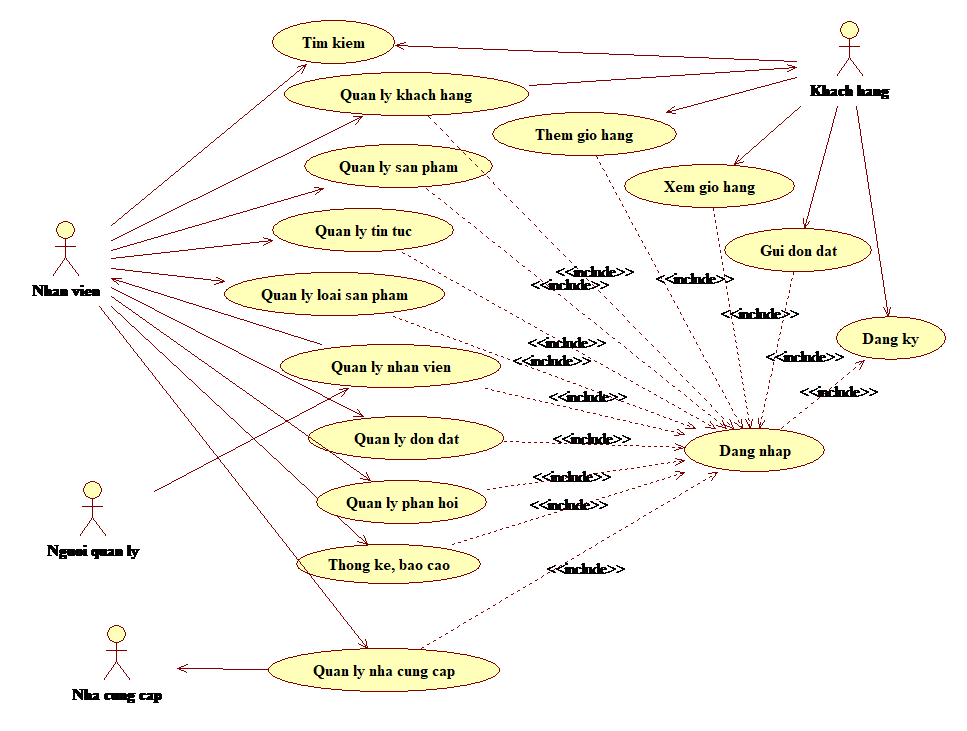 Tim kiem
Khach hang
Quan ly khach hang
Them gio hang
Quan ly san pham
Xem gio hang
Quan ly tin tuc
Gui don dat
Nhan vien
Quan ly loai san pham
<<include>>
<<include>>
<<include>>
<<include>>
<<include>>
<<include>>
<<include>>
<<include>>
<<include>>
<<include>>
<<include>>
<<include>>
<<include>>
<<include>>
Dang ky
Quan ly nhan vien
Quan ly don dat
Dang nhap
Quan ly phan hoi
Nguoi quan ly
Thong ke, bao cao
Quan ly nha cung cap
Nha cung cap